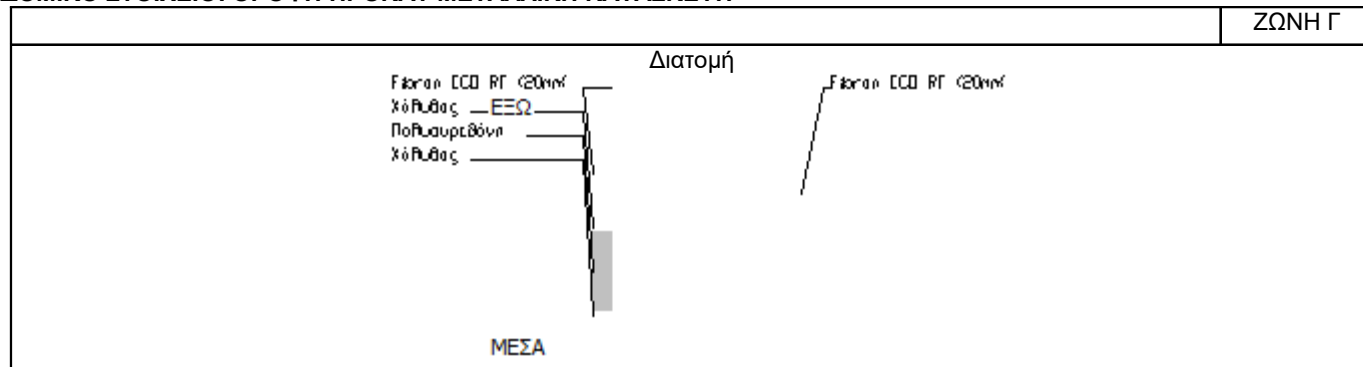 ΖΩΝΗ Γ
Διατομή
Fibran ECO RF (20mm)
Fibran ECO RF (20mm)
Χάλυβας
ΕΞΩ
Πολυουρεθάνη
Χάλυβας
ΜΕΣΑ